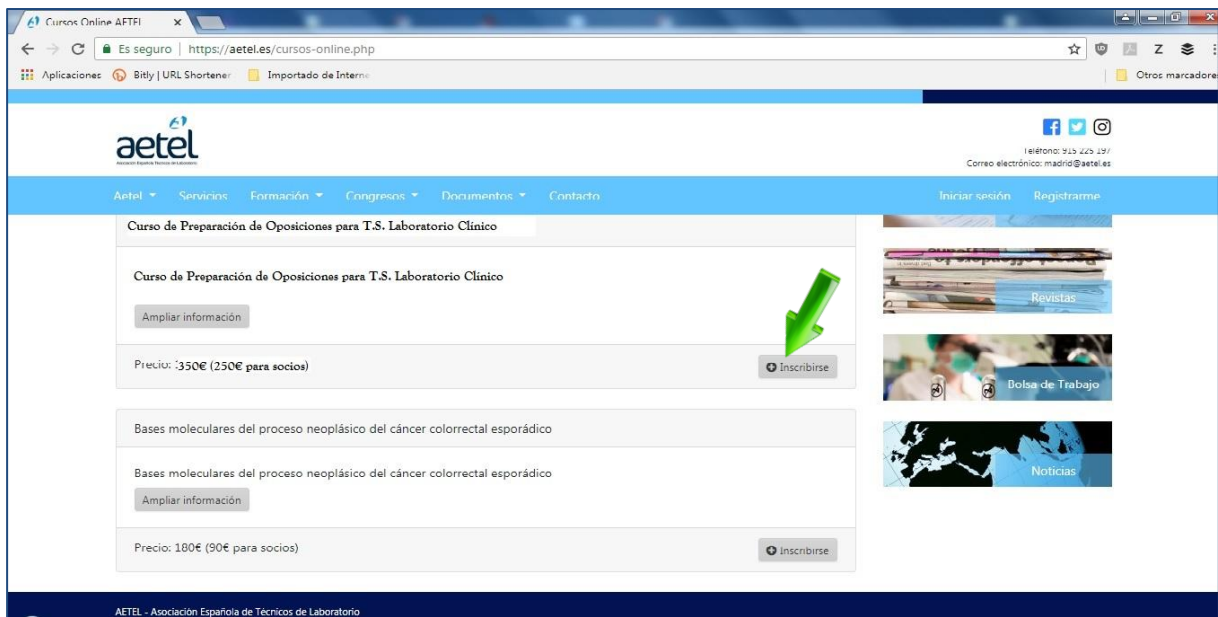 Cursos Online AETEL
Es seguro | https://aetel.es/cursos-online.php
Aplicaciones Bitly | URL Shortener Importado de Interne Otros marcadores
aetel
Asociación Española Técnicos de Laboratorio
Teléfono: 915 225 197
Correo electrónico: madrid@aetel.es
Aetel Servicios Formación Congresos Documentos Contacto Iniciar sesión Registrarme
Curso de Preparación de Oposiciones para T.S. Laboratorio Clínico
Curso de Preparación de Oposiciones para T.S. Laboratorio Clínico
Ampliar información
Precio: 350€ (250€ para socios) Inscribirse
Revistas
Bolsa de Trabajo
Bases moleculares del proceso neoplásico del cáncer colorrectal esporádico
Bases moleculares del proceso neoplásico del cáncer colorrectal esporádico
Ampliar información
Noticias
Precio: 180€ (90€ para socios) Inscribirse
AETEL - Asociación Española de Técnicos de Laboratorio